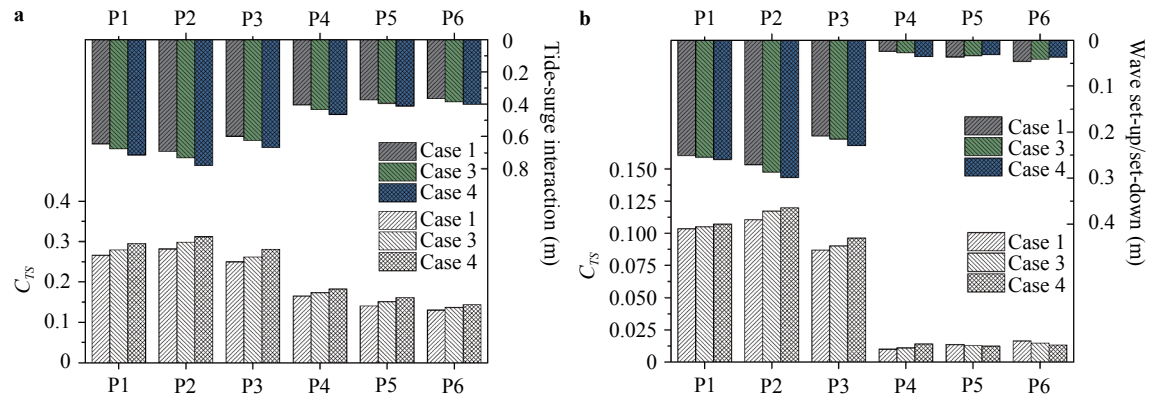 a
P1 P2 P3 P4 P5 P6
0
0.2
0.4
0.6
0.8
Tide-surge interaction (m)
Case 1
Case 3
Case 4
Case 1
Case 3
Case 4
0.4
0.3
0.2
0.1
0
C_TS
P1 P2 P3 P4 P5 P6
b
P1 P2 P3 P4 P5 P6
0
0.1
0.2
0.3
0.4
Wave set-up/set-down (m)
Case 1
Case 3
Case 4
Case 1
Case 3
Case 4
0.150
0.125
0.100
0.075
0.050
0.025
0
C_TS
P1 P2 P3 P4 P5 P6